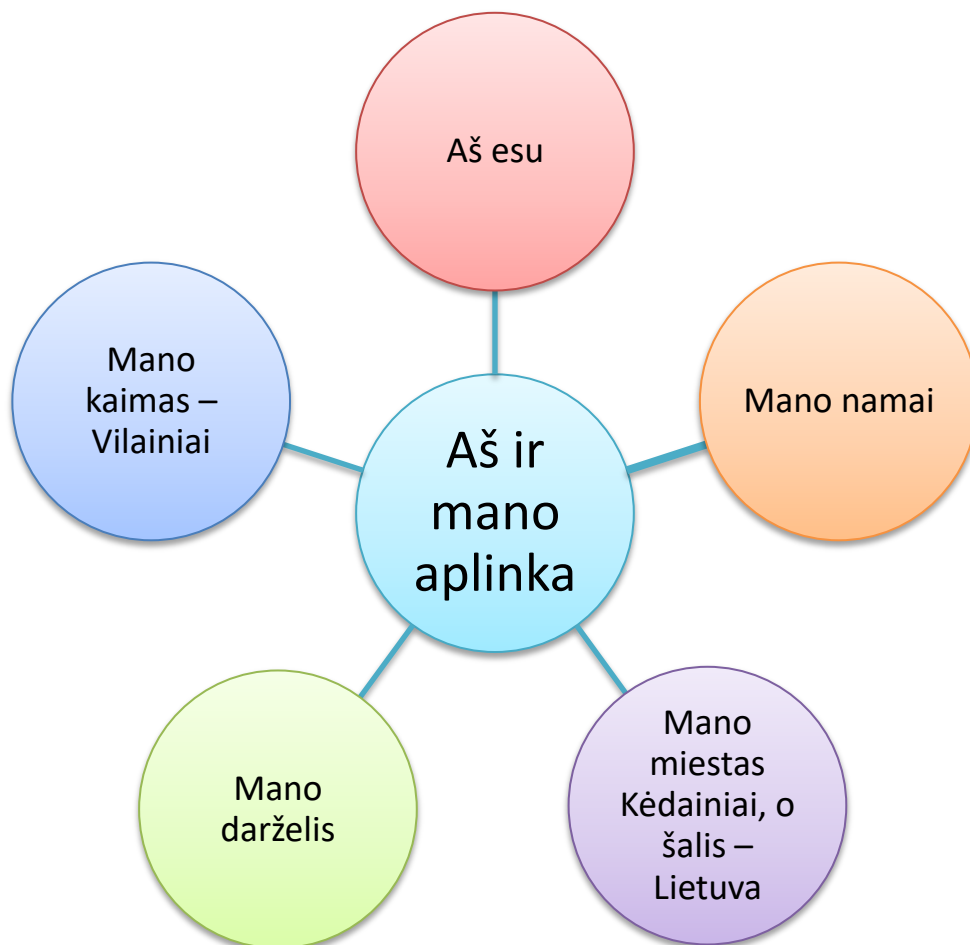 Aš esu
Mano
kaimas –
Vilainiai
Mano namai
Aš ir
mano
aplinka
Mano
darželis
Mano
miestas
Kėdainiai, o
šalis –
Lietuva